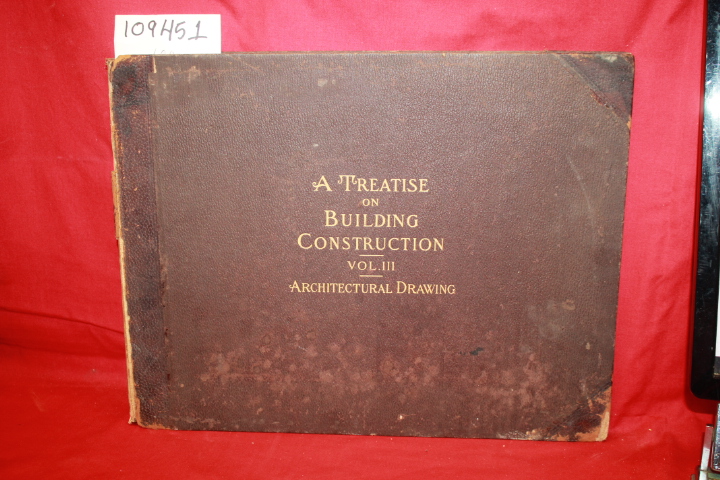 109451
A TREATISE
ON
BUILDING
CONSTRUCTION
VOL.III
ARCHITECTURAL DRAWING